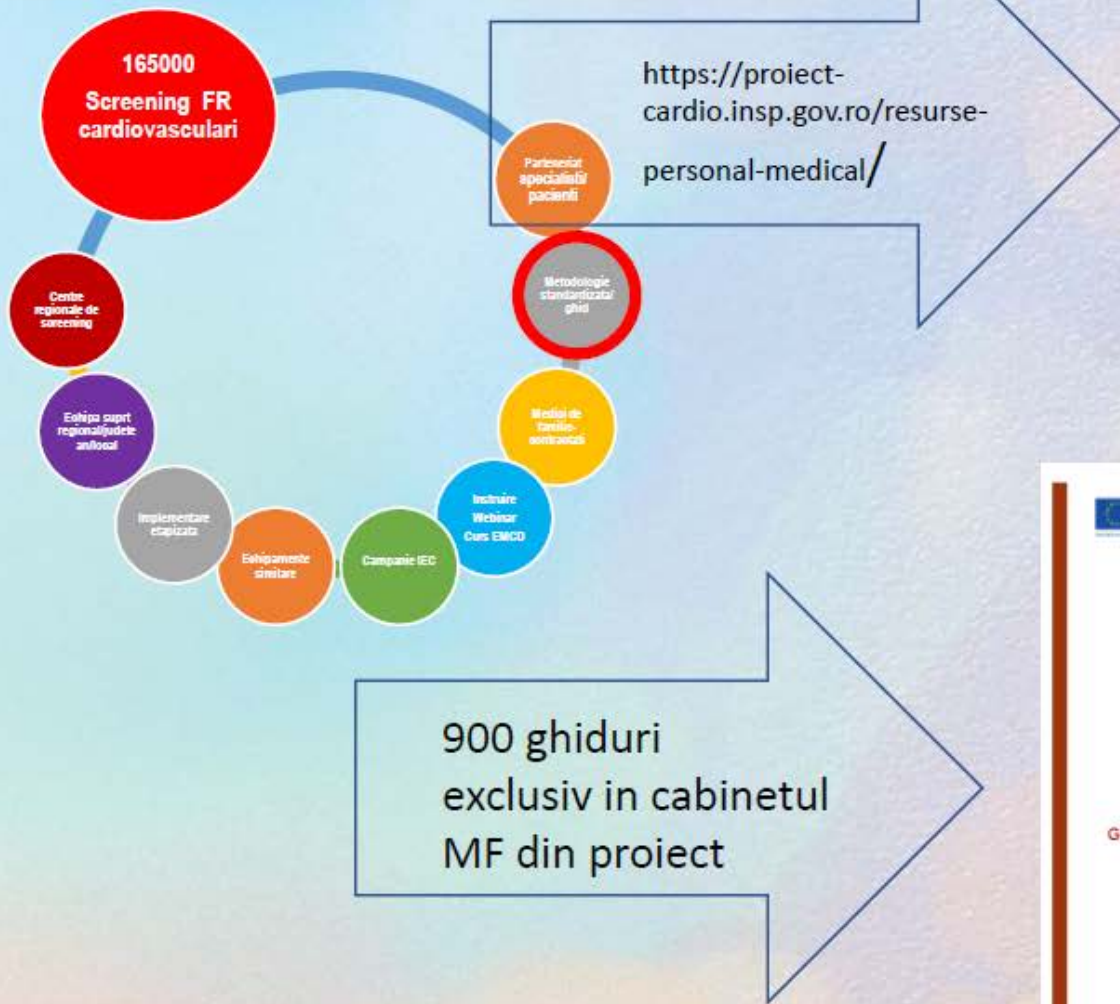 165000
Screening FR
cardiovasculari
https://proiect-
cardio.insp.gov.ro/resurse-
personal-medical/
Parteneriat
specialisti/
pacienti
Metodologie
standardizata/
ghid
Medici de
familie-
contractati
Instruire
Webinar
Curs EMCD
Campanie IEC
Echipamente
similare
Implementare
etapizata
Echipa suprt
regional/judete
an/local
Centre
regionale de
screening
900 ghiduri
exclusiv in cabinetul
MF din proiect
G